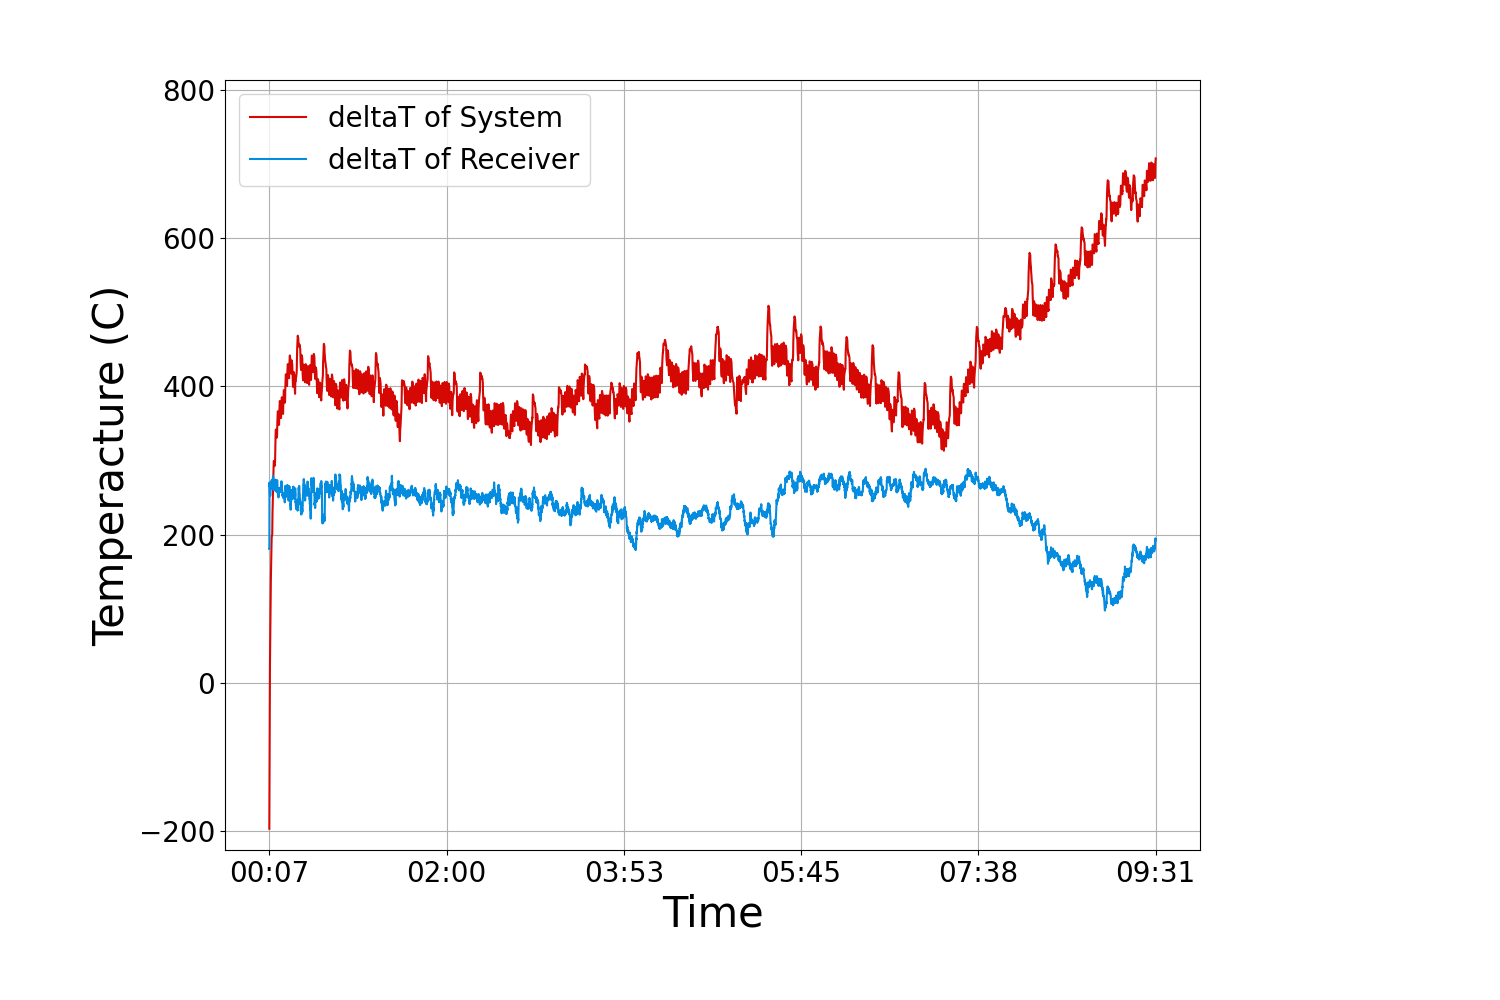 deltaT of System
deltaT of Receiver
800
600
400
200
0
−200
Temperacture (C)
00:07 02:00 03:53 05:45 07:38 09:31
Time